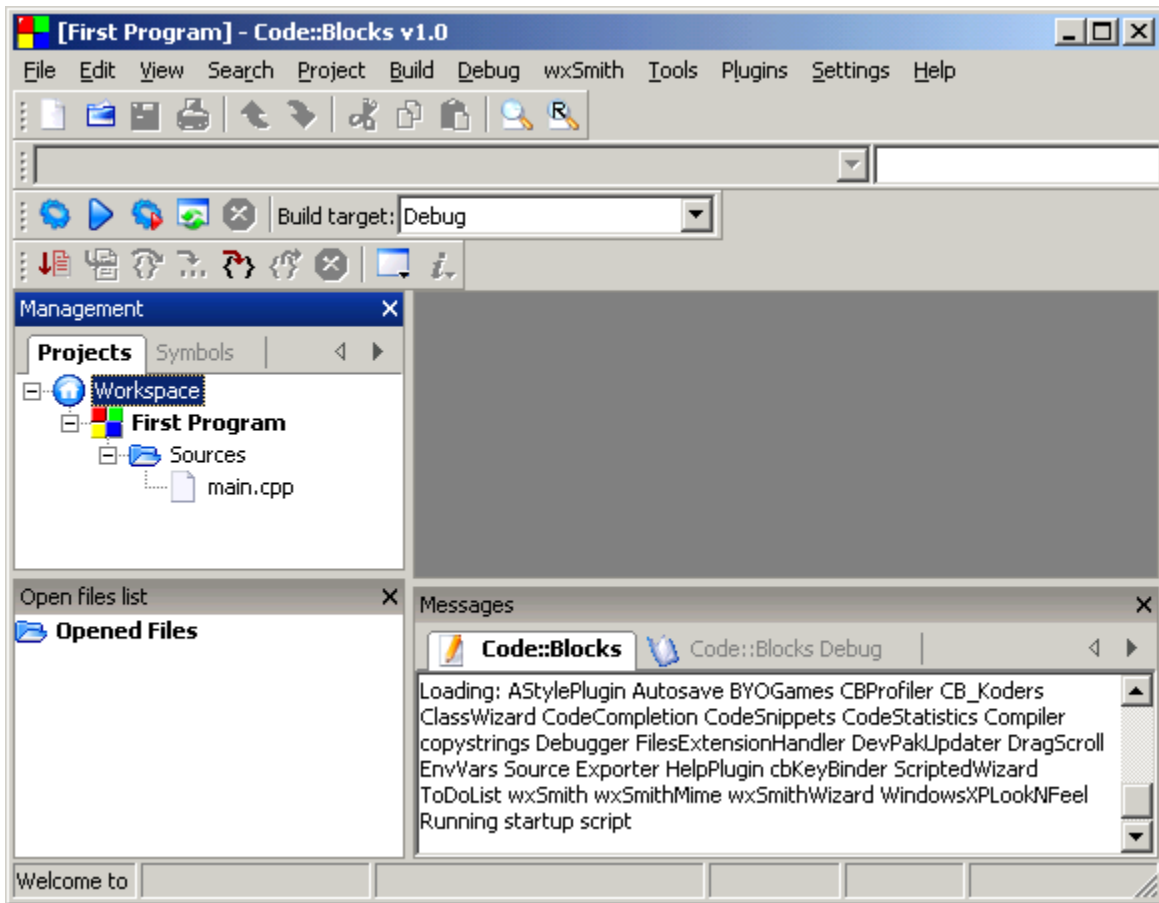 [First Program] - Code::Blocks v1.0
File Edit View Search Project Build Debug wxSmith Tools Plugins Settings Help
R
Build target: Debug
Management
Projects Symbols
Workspace
First Program
Sources
main.cpp
Open files list
Opened Files
Messages
Code::Blocks Code::Blocks Debug
Loading: AStylePlugin Autosave BYOGames CBProfiler CB_Koders
ClassWizard CodeCompletion CodeSnippets CodeStatistics Compiler
copystrings Debugger FilesExtensionHandler DevPakUpdater DragScroll
EnvVars Source Exporter HelpPlugin cbKeyBinder ScriptedWizard
ToDoList wxSmith wxSmithMime wxSmithWizard WindowsXPLookNFeel
Running startup script
Welcome to